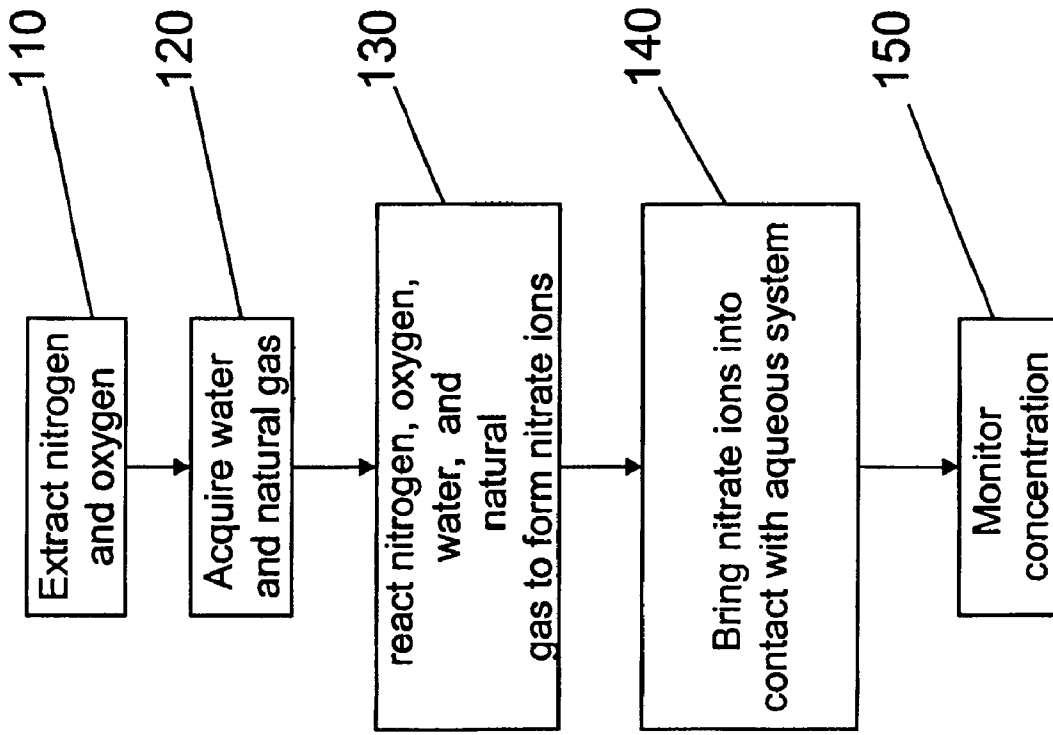 110
Extract nitrogen
and oxygen
120
Acquire water
and natural gas
130
react nitrogen, oxygen,
water, and
natural
gas to form nitrate ions
140
Bring nitrate ions into
contact with aqueous system
150
Monitor
concentration